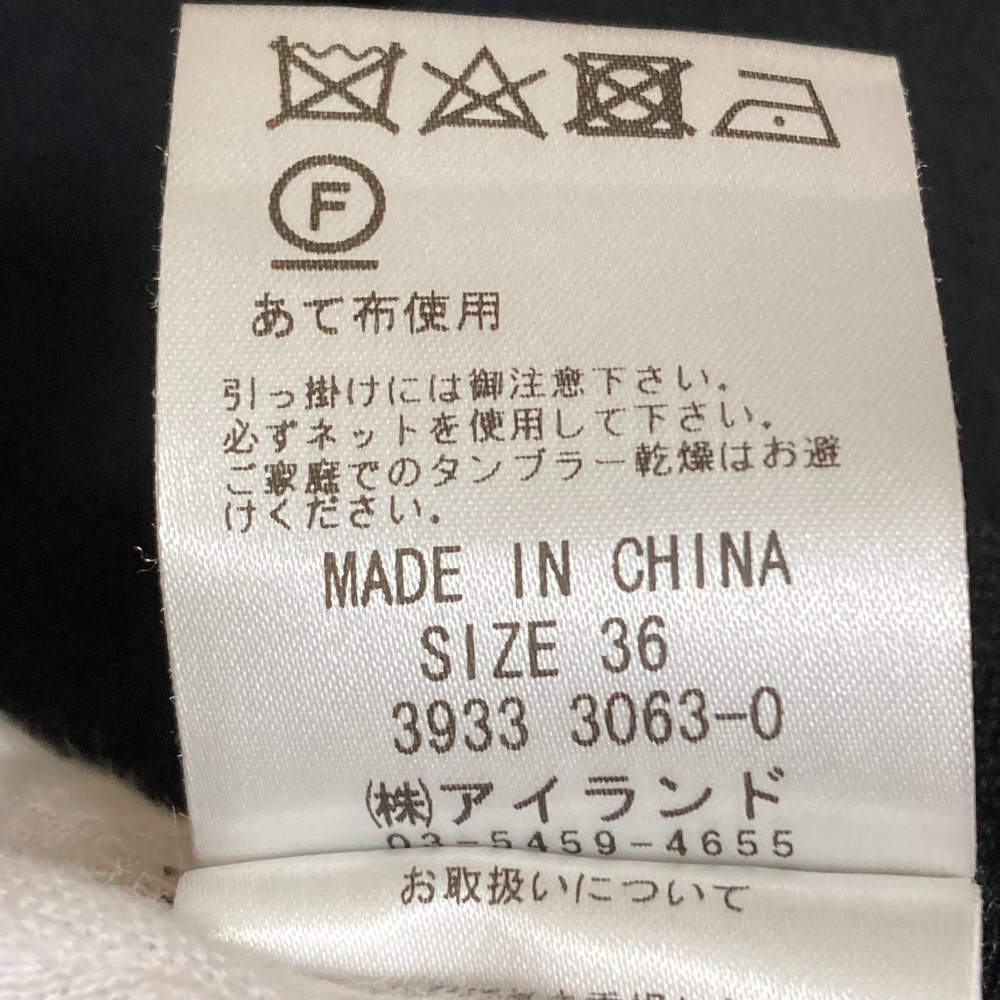 F
あて布使用
引っ掛けには御注意下さい。
必ずネットを使用して下さい。
ご家庭でのタンブラー乾燥はお避
けください。
MADE IN CHINA
SIZE 36
3933 3063-0
㈱アイランド
03-5459-4655
お取扱いについて